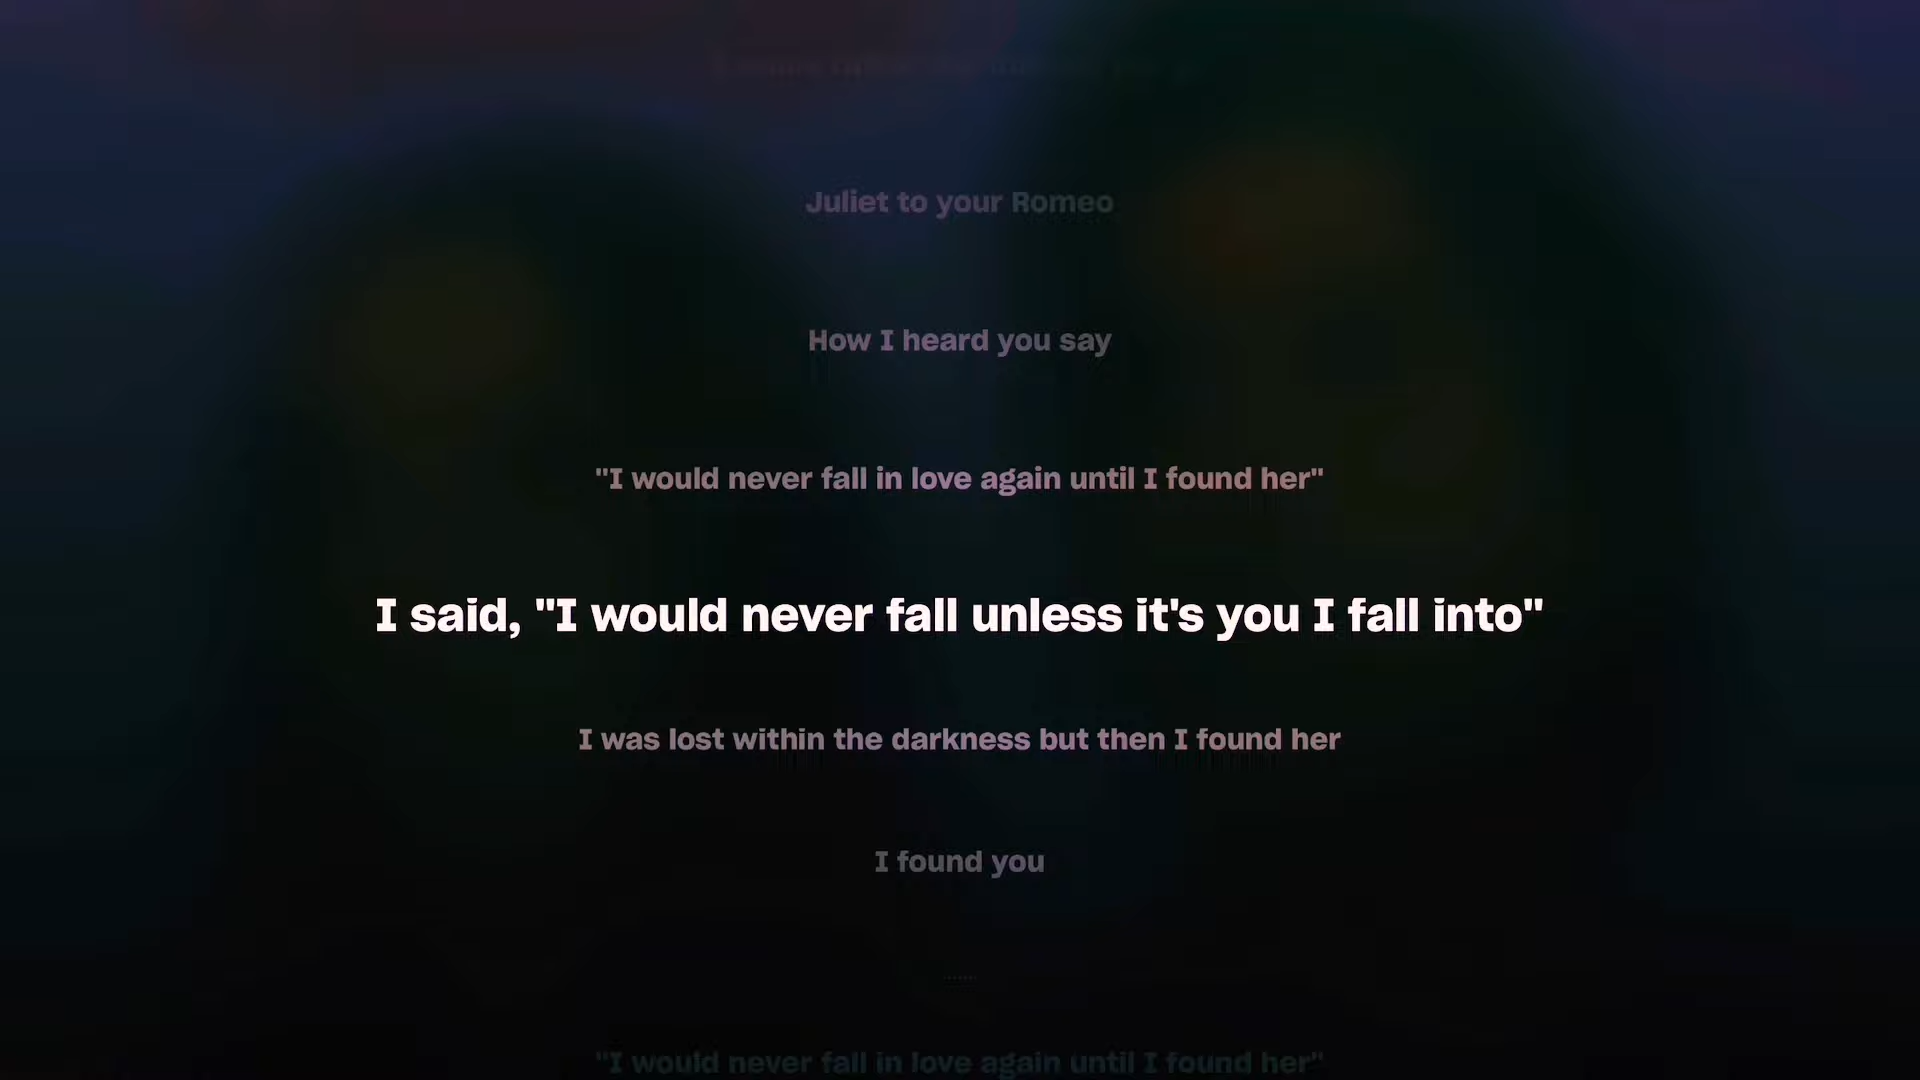 Juliet to your Romeo
How I heard you say
"I would never fall in love again until I found her"
I said, "I would never fall unless it's you I fall into"
I was lost within the darkness but then I found her
I found you
.......
"I would never fall in love again until I found her"